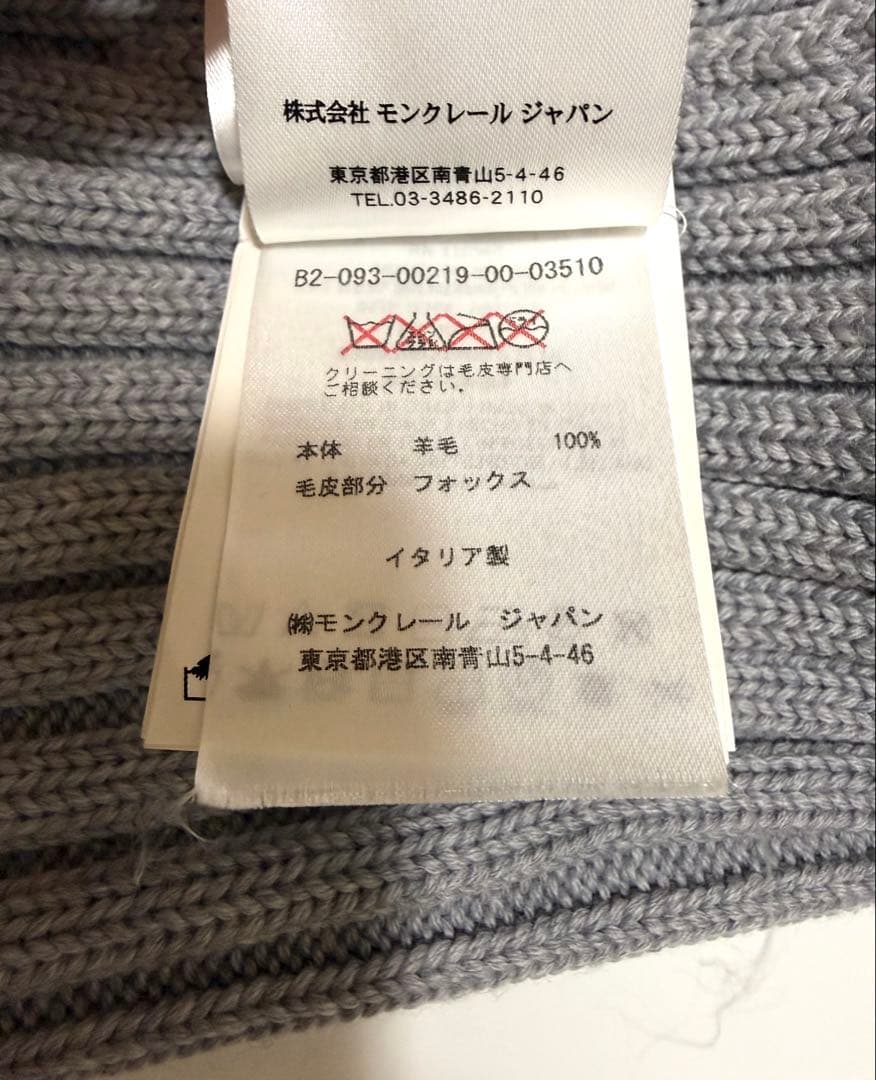 株式会社 モンクレール ジャパン
東京都港区南青山5-4-46
TEL.03-3486-2110
B2-093-00219-00-03510
クリーニングは毛皮専門店へ
ご相談ください。
本体 羊毛 100%
毛皮部分 フォックス
イタリア製
㈱モンクレール ジャパン
東京都港区南青山5-4-46